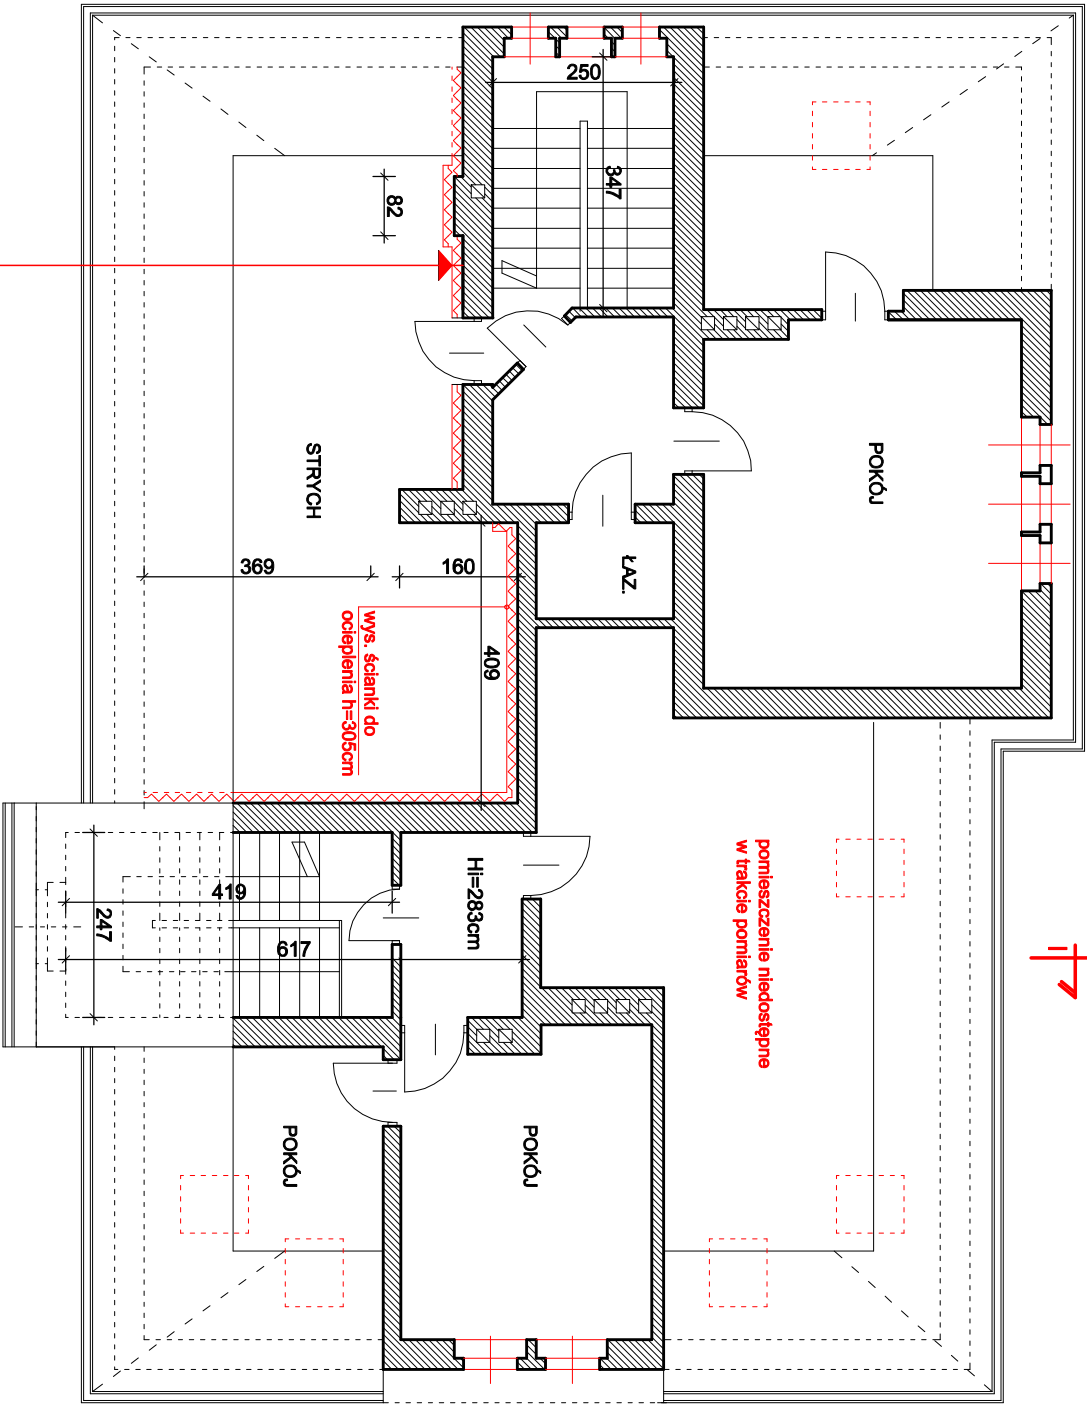 250
347
82
POKÓJ
STRYCH
ŁAZ.
369
160
409
wys. ścianki do
ocieplenia h=305cm
pomieszczenie niedostępne
w trakcie pomiarów
Hi=283cm
419
247
617
POKÓJ
POKÓJ